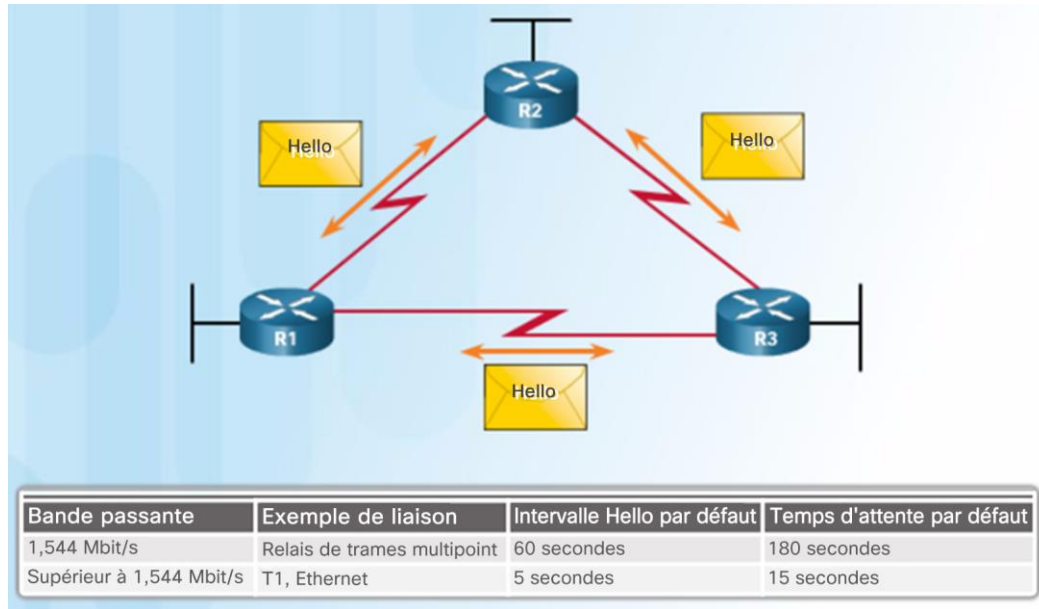 R2
Hello
Hello
R1
R3
Hello
Bande passante Exemple de liaison Intervalle Hello par défaut Temps d'attente par défaut
1,544 Mbit/s Relais de trames multipoint 60 secondes 180 secondes
Supérieur à 1,544 Mbit/s T1, Ethernet 5 secondes 15 secondes